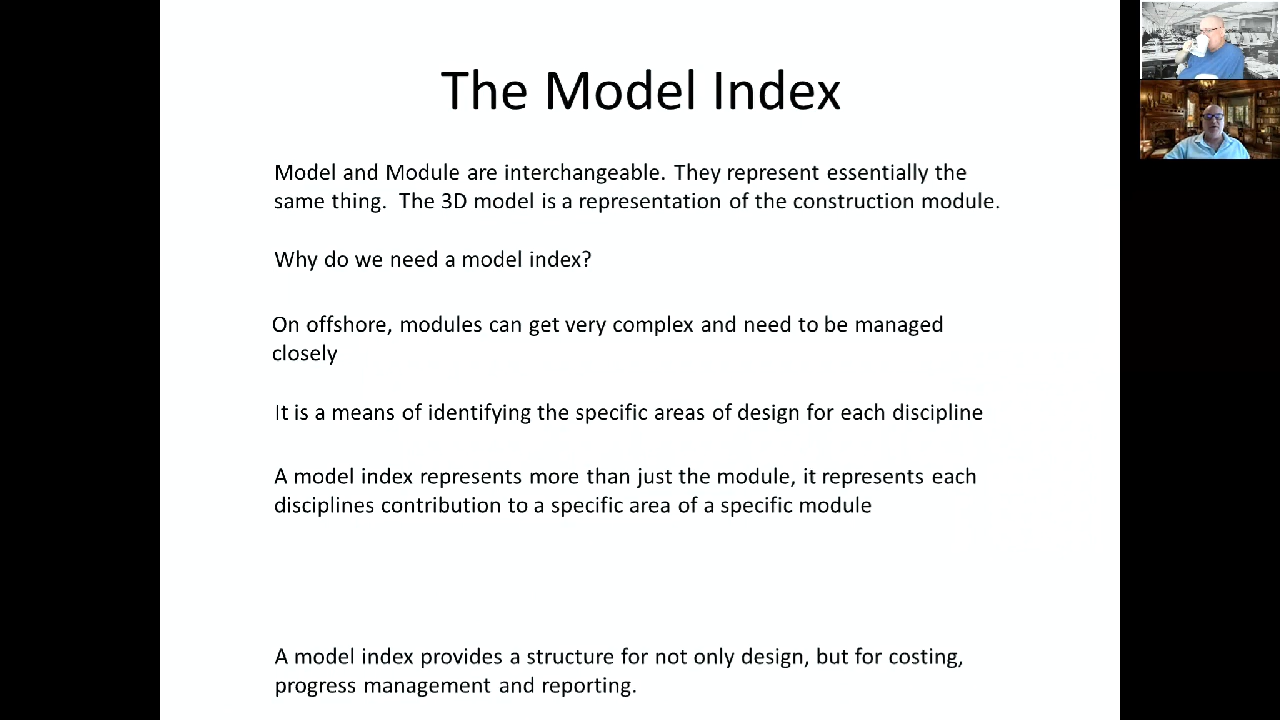 The Model Index
Model and Module are interchangeable. They represent essentially the
same thing.  The 3D model is a representation of the construction module.
Why do we need a model index?
On offshore, modules can get very complex and need to be managed
closely
It is a means of identifying the specific areas of design for each discipline
A model index represents more than just the module, it represents each
disciplines contribution to a specific area of a specific module
A model index provides a structure for not only design, but for costing,
progress management and reporting.